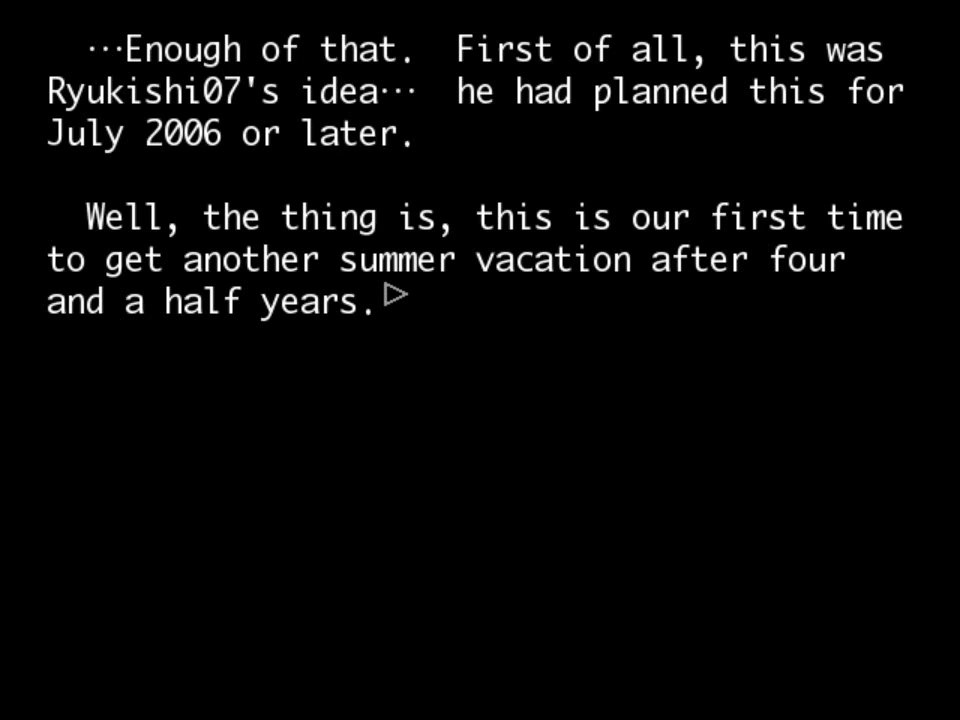 ⋯Enough of that.  First of all, this was
Ryukishi07's idea⋯  he had planned this for
July 2006 or later.
Well, the thing is, this is our first time
to get another summer vacation after four
and a half years.